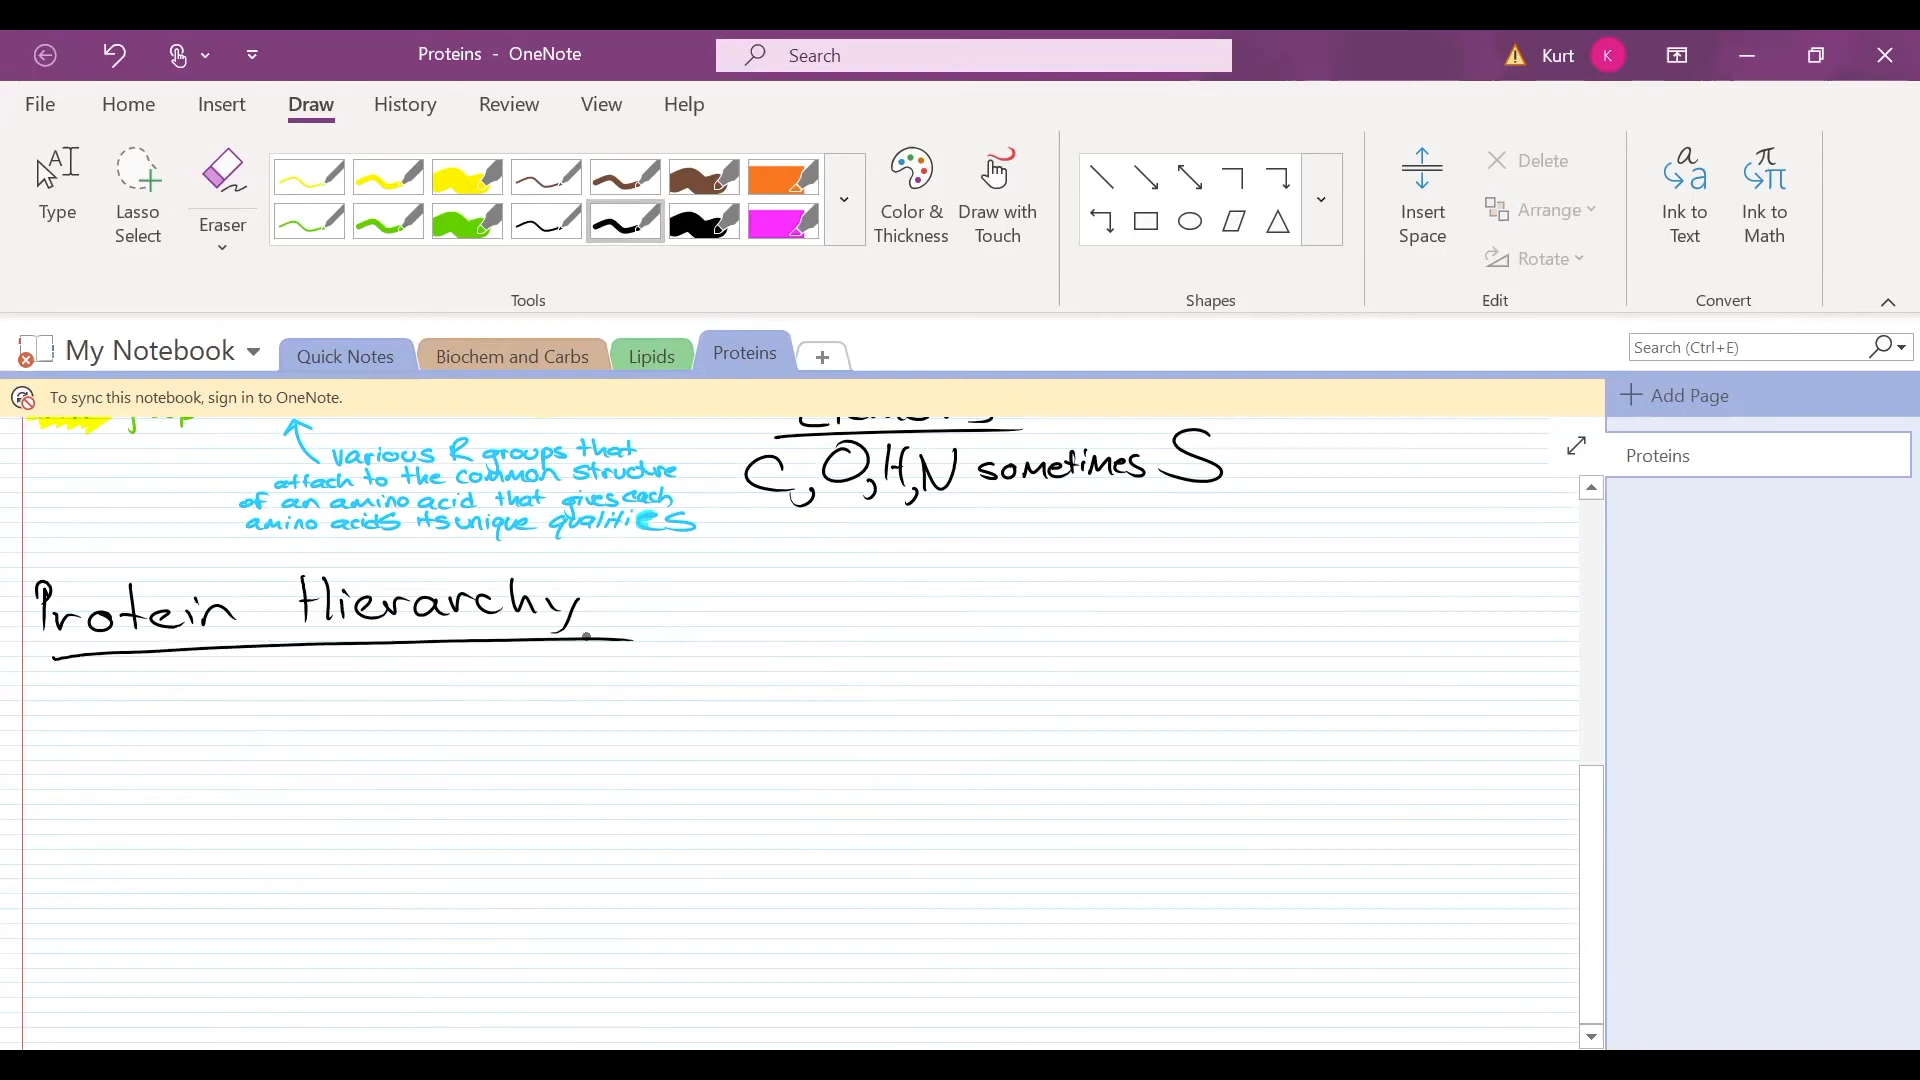 Proteins - OneNote
Search
Kurt
K
File Home Insert Draw History Review View Help
Type
Lasso Select
Eraser
Color & Thickness
Draw with Touch
Insert Space
Delete
Arrange
Rotate
Ink to Text
Ink to Math
Tools
Shapes
Edit
Convert
My Notebook
Quick Notes
Biochem and Carbs
Lipids
Proteins
Search (Ctrl+E)
To sync this notebook, sign in to OneNote.
Add Page
Proteins
various R groups that
attach to the common structure
of an amino acid that gives each
amino acids its unique qualities
C, O, H, N sometimes S
Protein Hierarchy